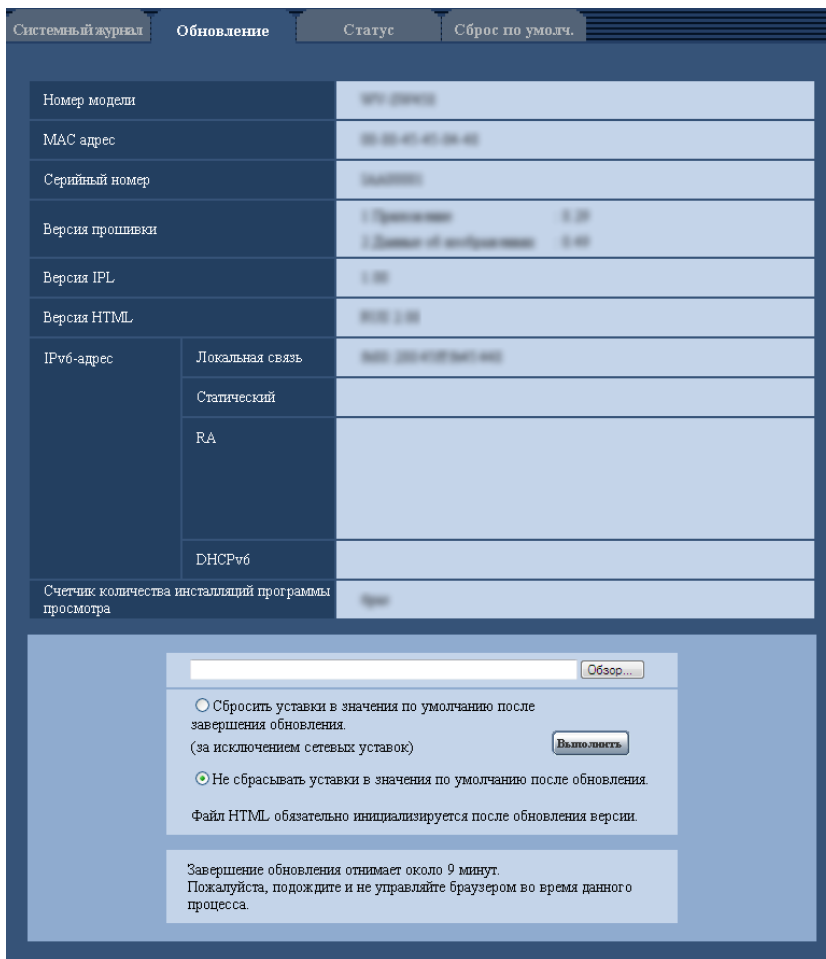 Системный журнал
Обновление
Статус
Сброс по умолч.
Номер модели
MAC адрес
Серийный номер
Версия прошивки
Версия IPL
Версия HTML
IPv6-адрес
Локальная связь
Статический
RA
DHCPv6
Счетчик количества инсталляций программы
просмотра
Обзор...
Сбросить уставки в значения по умолчанию после
завершения обновления.
(за исключением сетевых уставок)
Выполнить
Не сбрасывать уставки в значения по умолчанию после обновления.
Файл HTML обязательно инициализируется после обновления версии.
Завершение обновления отнимает около 9 минут.
Пожалуйста, подождите и не управляйте браузером во время данного
процесса.